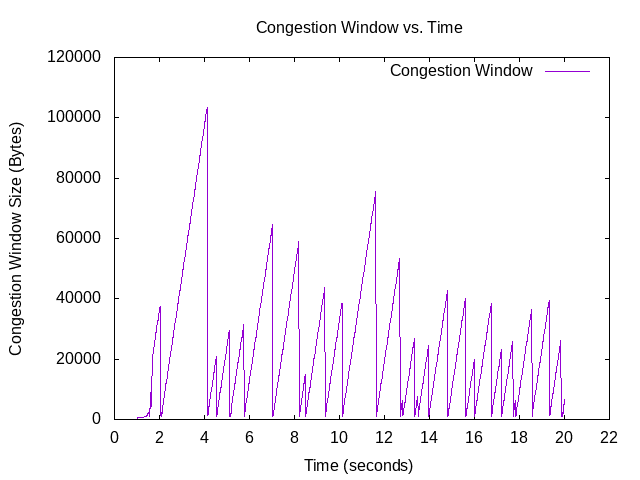 Congestion Window vs. Time
Congestion Window
Congestion Window Size (Bytes)
120000
100000
80000
60000
40000
20000
0
0 2 4 6 8 10 12 14 16 18 20 22
Time (seconds)